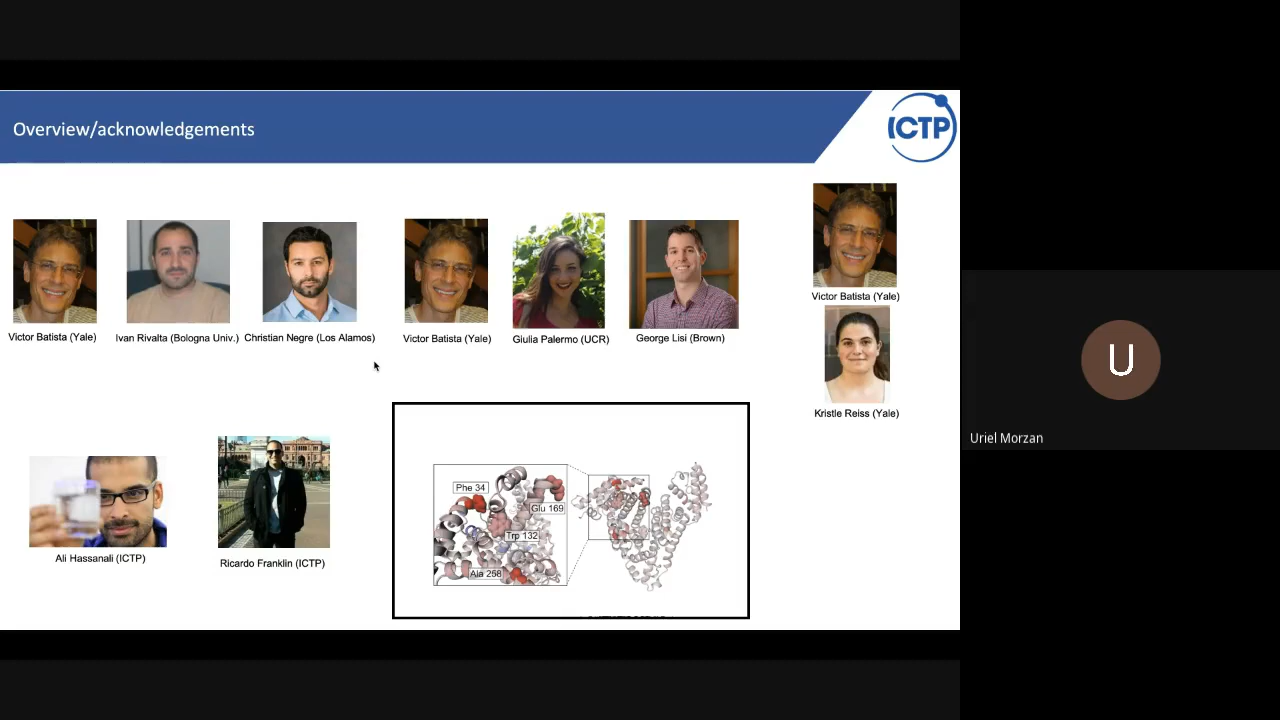 Overview/acknowledgements
ICTP
Victor Batista (Yale)
Ivan Rivalta (Bologna Univ.)
Christian Negre (Los Alamos)
Victor Batista (Yale)
Giulia Palermo (UCR)
George Lisi (Brown)
Victor Batista (Yale)
Kristle Reiss (Yale)
Ali Hassanali (ICTP)
Ricardo Franklin (ICTP)
Phe 34
Glu 169
Trp 132
Ala 258
U
Uriel Morzan